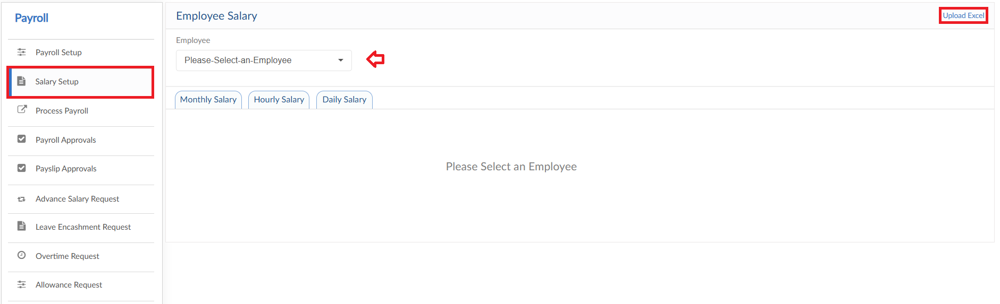 Payroll
Payroll Setup
Salary Setup
Process Payroll
Payroll Approvals
Payslip Approvals
Advance Salary Request
Leave Encashment Request
Overtime Request
Allowance Request
Employee Salary
Upload Excel
Employee
Please-Select-an-Employee
Monthly Salary
Hourly Salary
Daily Salary
Please Select an Employee